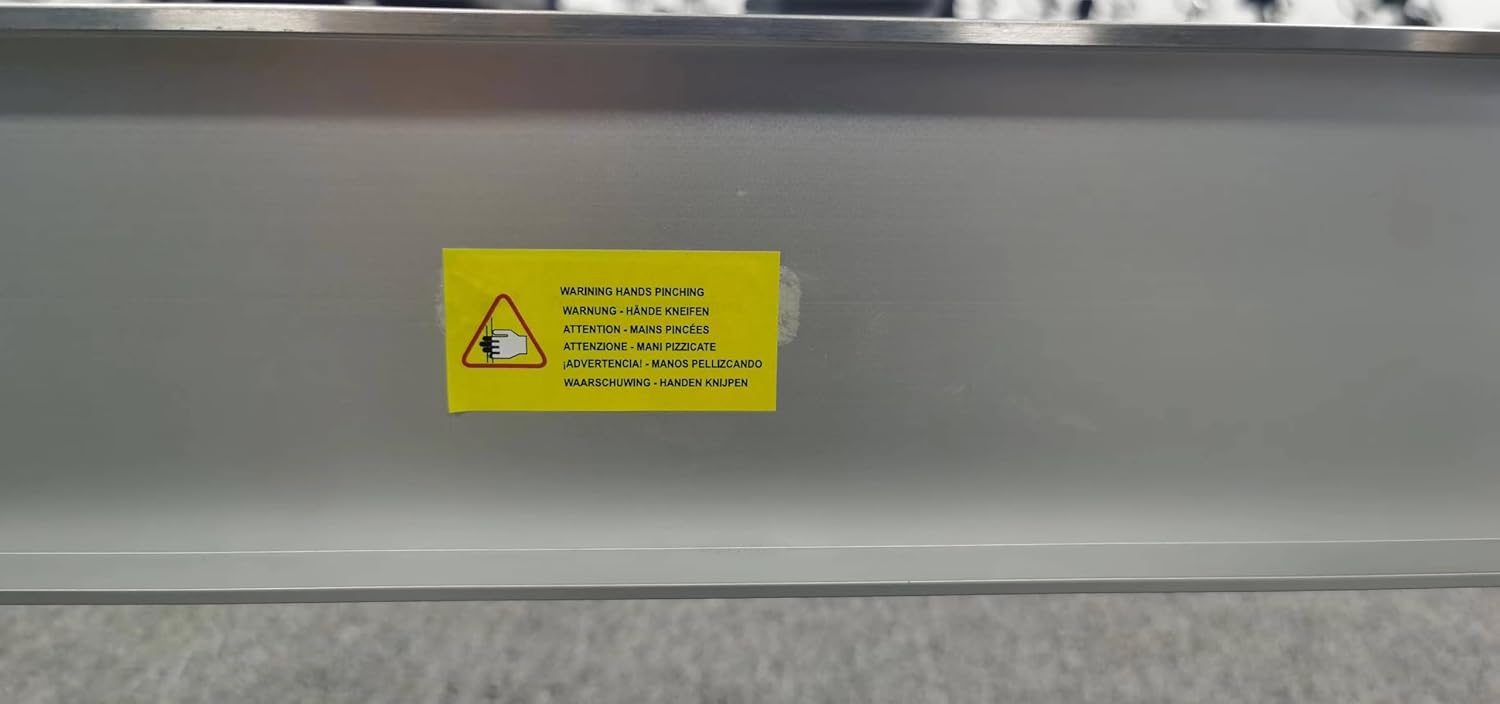 WARINING HANDS PINCHING
WARNUNG - HÄNDE KNEIFEN
ATTENTION - MAINS PINCÉES
ATTENZIONE - MANI PIZZICATE
¡ADVERTENCIA! - MANOS PELLIZCANDO
WAARSCHUWING - HANDEN KNIJPEN